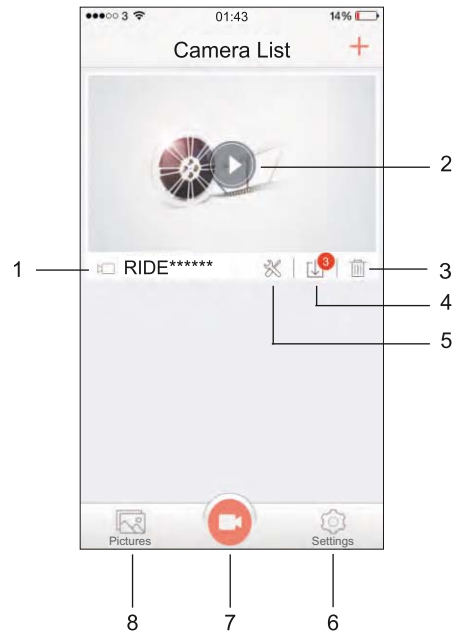 3 01:43 14%
Camera List +
2
1 RIDE****** 3 3
4
5
Pictures Settings
8 7 6